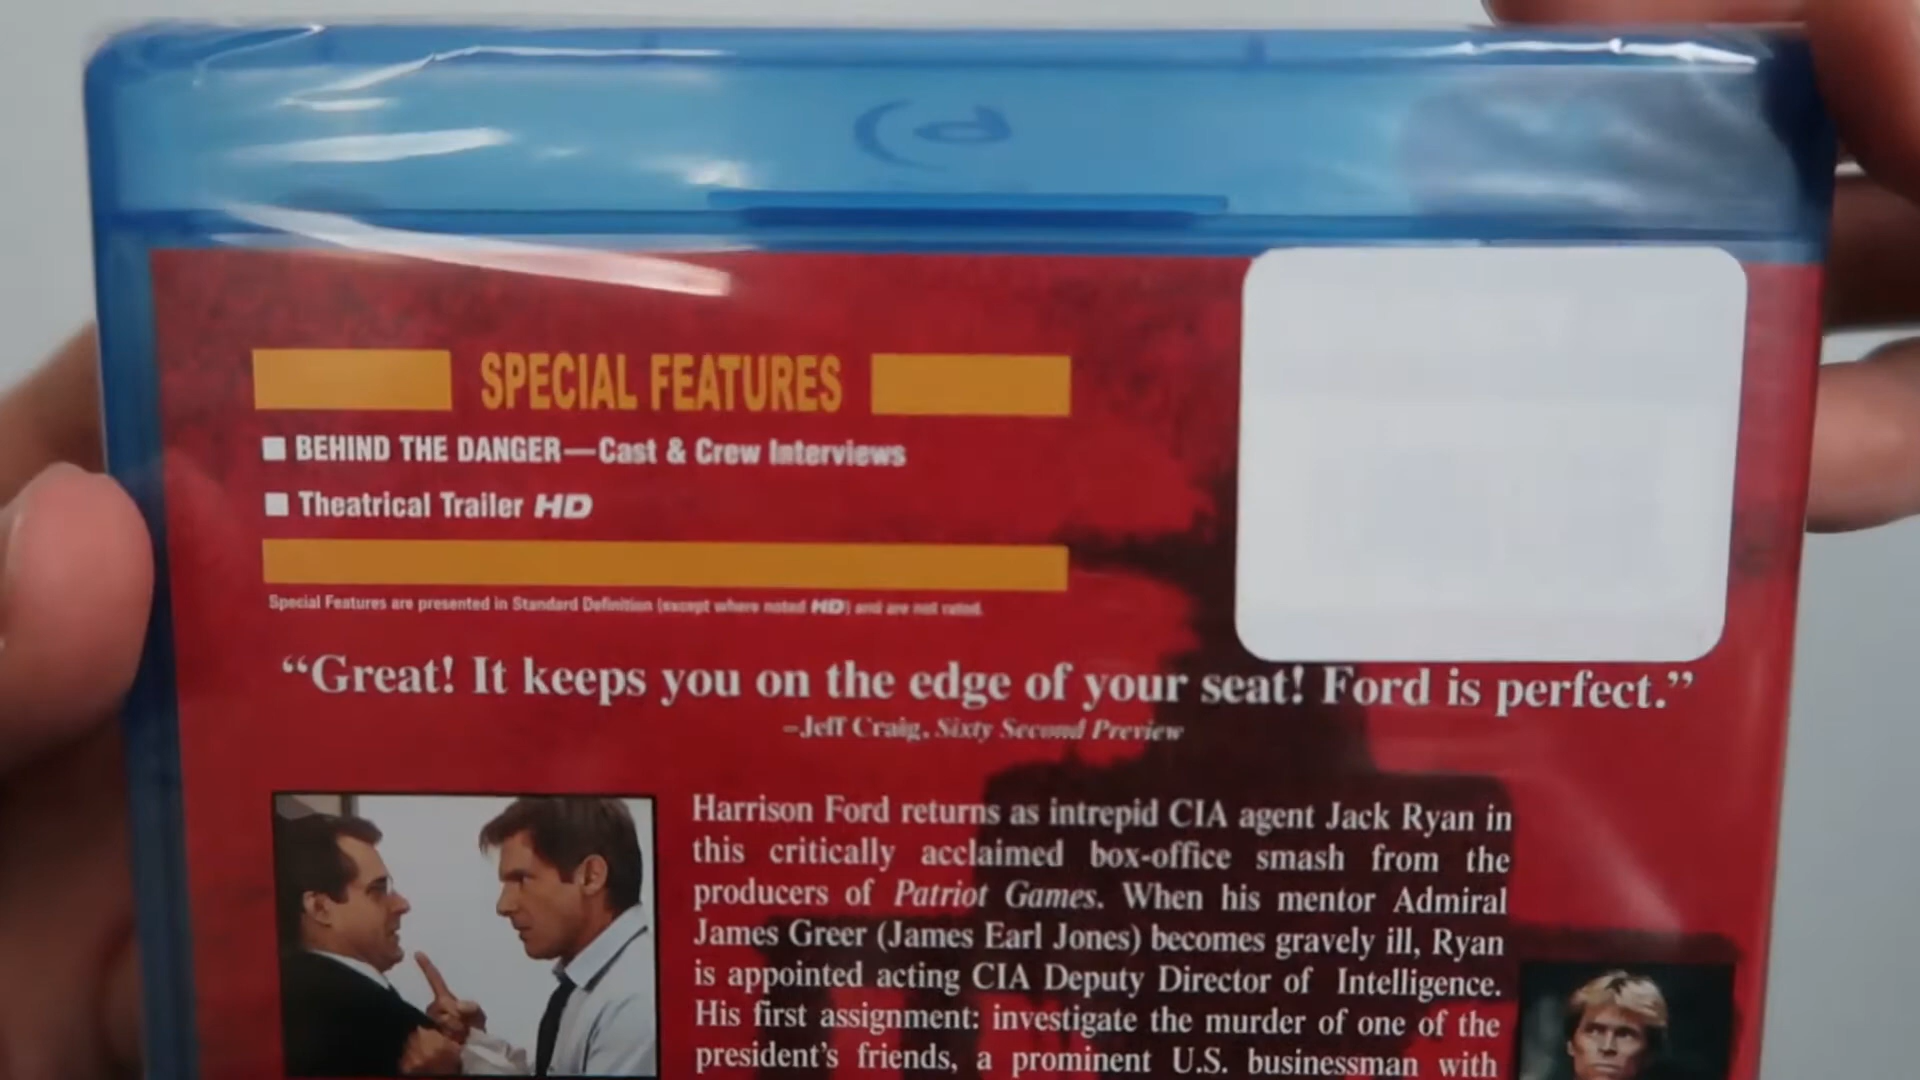 SPECIAL FEATURES
■ BEHIND THE DANGER—Cast & Crew Interviews
■ Theatrical Trailer HD
Special Features are presented in Standard Definition (except where noted HD) and are not rated.
“Great! It keeps you on the edge of your seat! Ford is perfect.”
–Jeff Craig, Sixty Second Preview
Harrison Ford returns as intrepid CIA agent Jack Ryan in
this critically acclaimed box-office smash from the
producers of Patriot Games. When his mentor Admiral
James Greer (James Earl Jones) becomes gravely ill, Ryan
is appointed acting CIA Deputy Director of Intelligence.
His first assignment: investigate the murder of one of the
president’s friends, a prominent U.S. businessman with